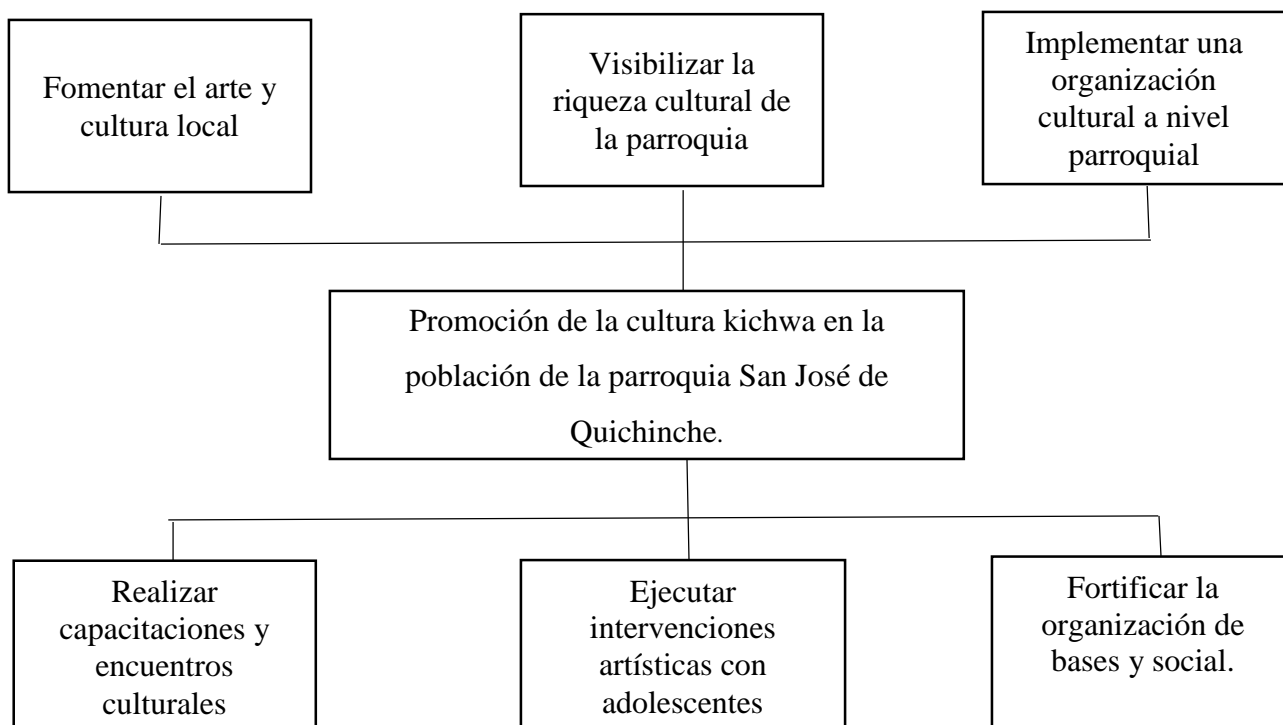 Fomentar el arte y
cultura local
Visibilizar la
riqueza cultural de
la parroquia
Implementar una
organización
cultural a nivel
parroquial
Promoción de la cultura kichwa en la
población de la parroquia San José de
Quichinche.
Realizar
capacitaciones y
encuentros
culturales
Ejecutar
intervenciones
artísticas con
adolescentes
Fortificar la
organización de
bases y social.